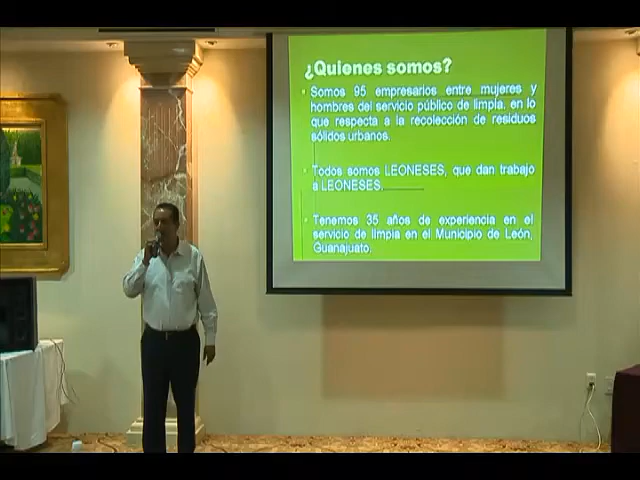 ¿Quienes somos?
Somos 95 empresarios entre mujeres y
hombres del servicio público de limpia. en lo
que respecta a la recolección de residuos
sólidos urbanos.
Todos somos LEONESES, que dan trabajo
a LEONESES.
Tenemos 35 años de experiencia en el
servicio de limpia en el Municipio de León,
Guanajuato.